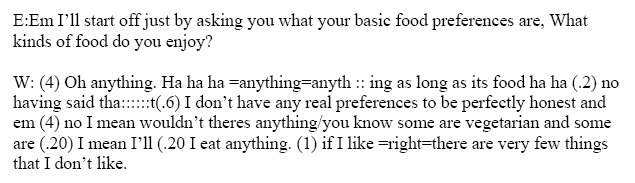 E:Em I'll start off just by asking you what your basic food preferences are, What
kinds of food do you enjoy?
W: (4) Oh anything. Ha ha ha =anything=anyth :: ing as long as its food ha ha (.2) no
having said tha::::::t(.6) I don't have any real preferences to be perfectly honest and
em (4) no I mean wouldn't theres anything/you know some are vegetarian and some
are (.20) I mean I'll (.20 I eat anything. (1) if I like =right=there are very few things
that I don't like.